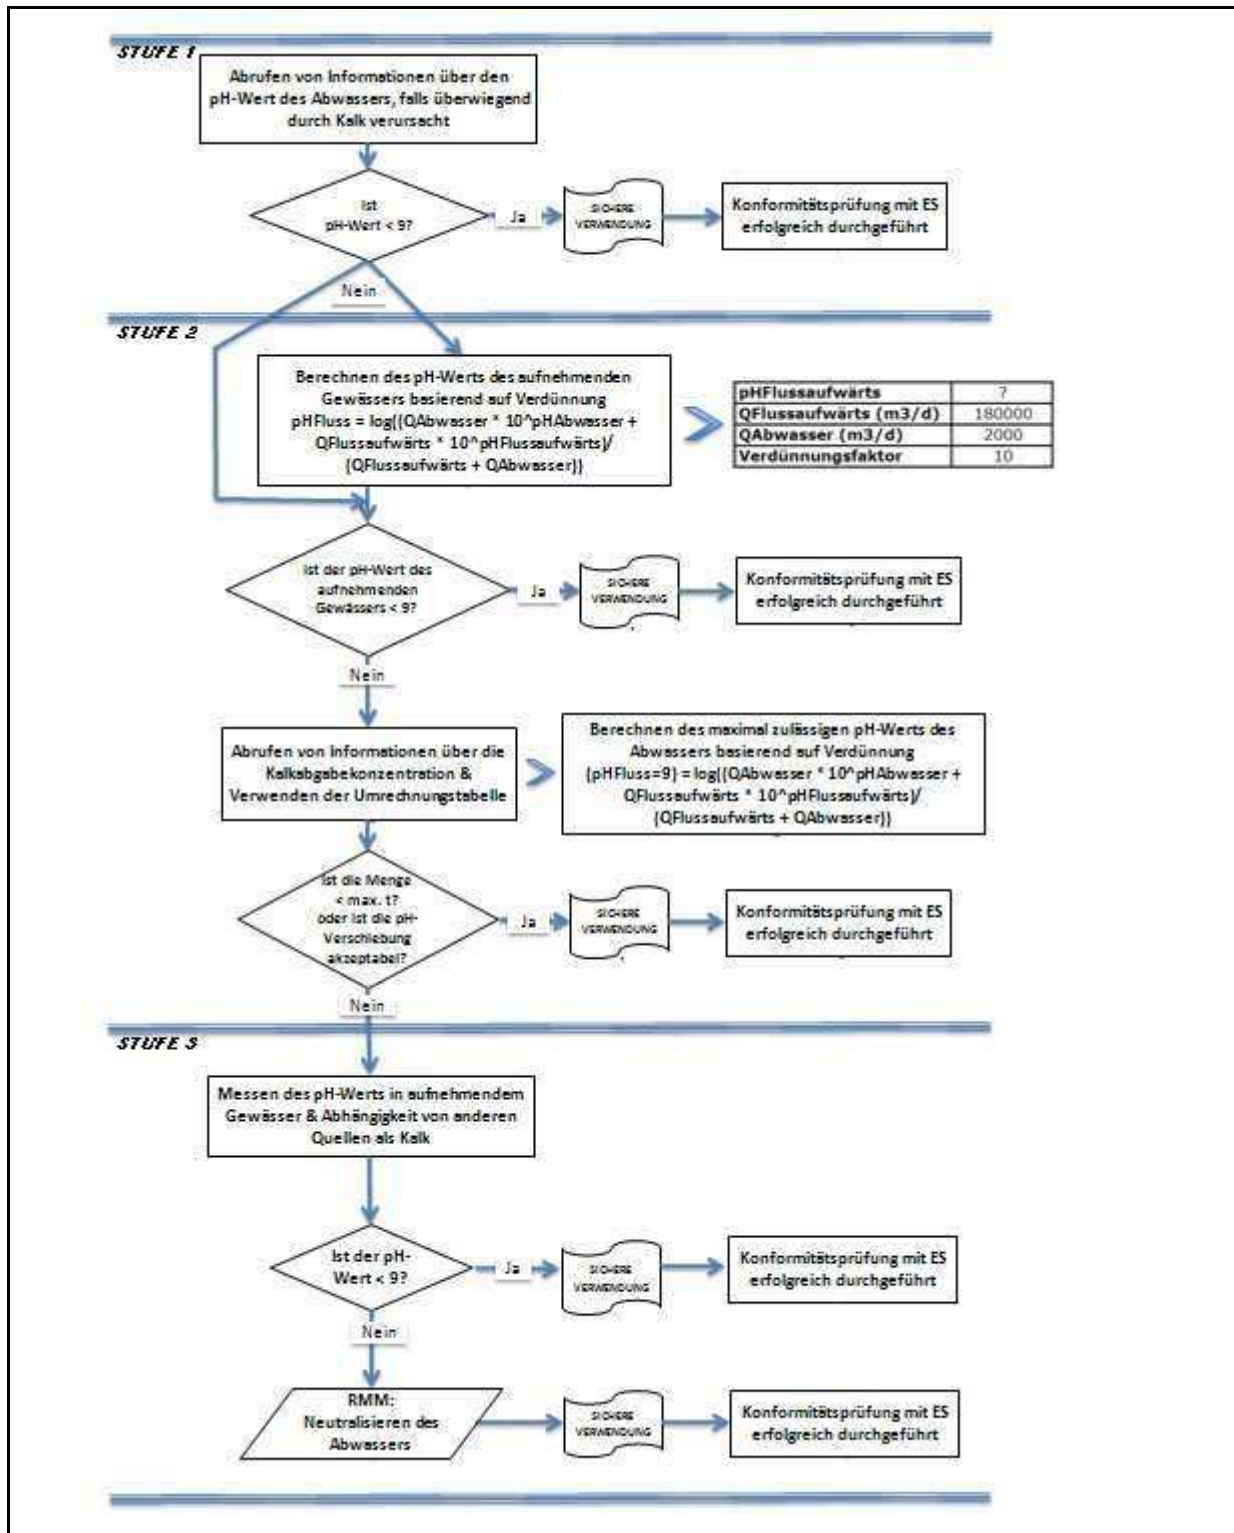 STUFE 1
Abrufen von Informationen über den
pH-Wert des Abwassers, falls überwiegend
durch Kalk verursacht
Ist
pH-Wert < 9?
Ja
SICHERE
VERWENDUNG
Konformitätsprüfung mit ES
erfolgreich durchgeführt
Nein
STUFE 2
Berechnen des pH-Werts des aufnehmenden
Gewässers basierend auf Verdünnung
pHFluss = log((QAbwasser * 10^pHAbwasser +
QFlussaufwärts * 10^pHFlussaufwärts)/
(QFlussaufwärts + QAbwasser))
pHFlussaufwärts ?
QFlussaufwärts (m3/d) 180000
QAbwasser (m3/d) 2000
Verdünnungsfaktor 10
Ist der pH-Wert des
aufnehmenden
Gewässers < 9?
Ja
SICHERE
VERWENDUNG
Konformitätsprüfung mit ES
erfolgreich durchgeführt
Nein
Abrufen von Informationen über die
Kalkabgabekonzentration &
Verwenden der Umrechnungstabelle
Berechnen des maximal zulässigen pH-Werts des
Abwassers basierend auf Verdünnung
(pHFluss=9) = log((QAbwasser * 10^pHAbwasser +
QFlussaufwärts * 10^pHFlussaufwärts)/
(QFlussaufwärts + QAbwasser))
Ist die Menge
< max. t?
oder ist die pH-
Verschiebung
akzeptabel?
Ja
SICHERE
VERWENDUNG
Konformitätsprüfung mit ES
erfolgreich durchgeführt
Nein
STUFE 3
Messen des pH-Werts in aufnehmendem
Gewässer & Abhängigkeit von anderen
Quellen als Kalk
Ist der pH-
Wert < 9?
Ja
SICHERE
VERWENDUNG
Konformitätsprüfung mit ES
erfolgreich durchgeführt
Nein
RMM:
Neutralisieren des
Abwassers
SICHERE
VERWENDUNG
Konformitätsprüfung mit ES
erfolgreich durchgeführt